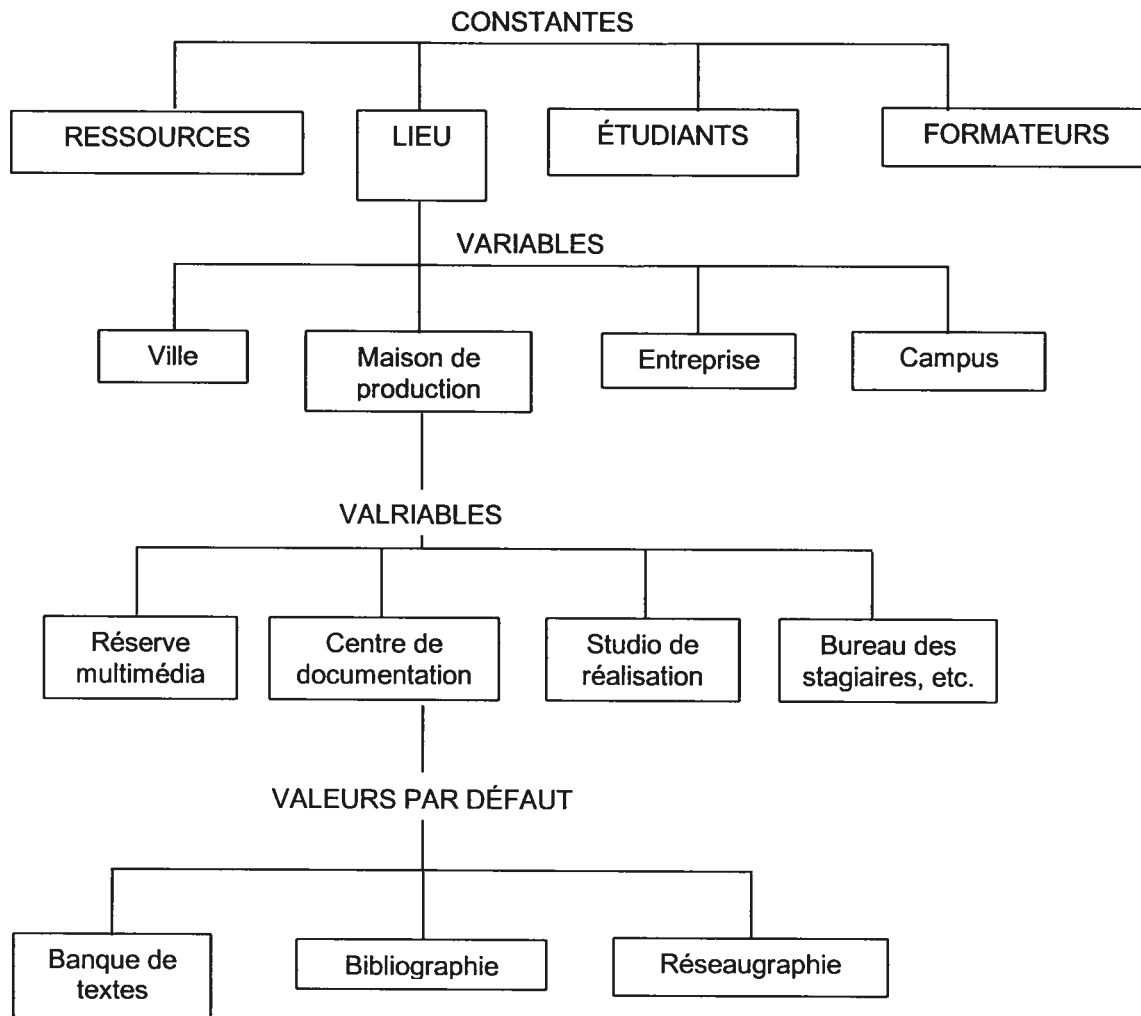 CONSTANTES
RESSOURCES
LIEU
ÉTUDIANTS
FORMATEURS
VARIABLES
Ville
Maison de
production
Entreprise
Campus
VALRIABLES
Réserve
multimédia
Centre de
documentation
Studio de
réalisation
Bureau des
stagiaires, etc.
VALEURS PAR DÉFAUT
Banque de
textes
Bibliographie
Réseaugraphie